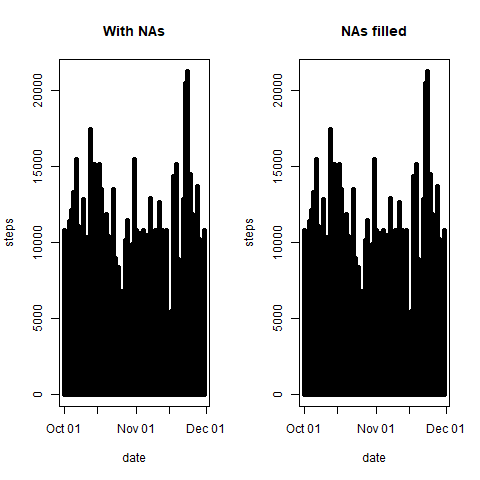 With NAs
steps
20000
15000
10000
5000
0
Oct 01
Nov 01
Dec 01
date
NAs filled
steps
20000
15000
10000
5000
0
Oct 01
Nov 01
Dec 01
date